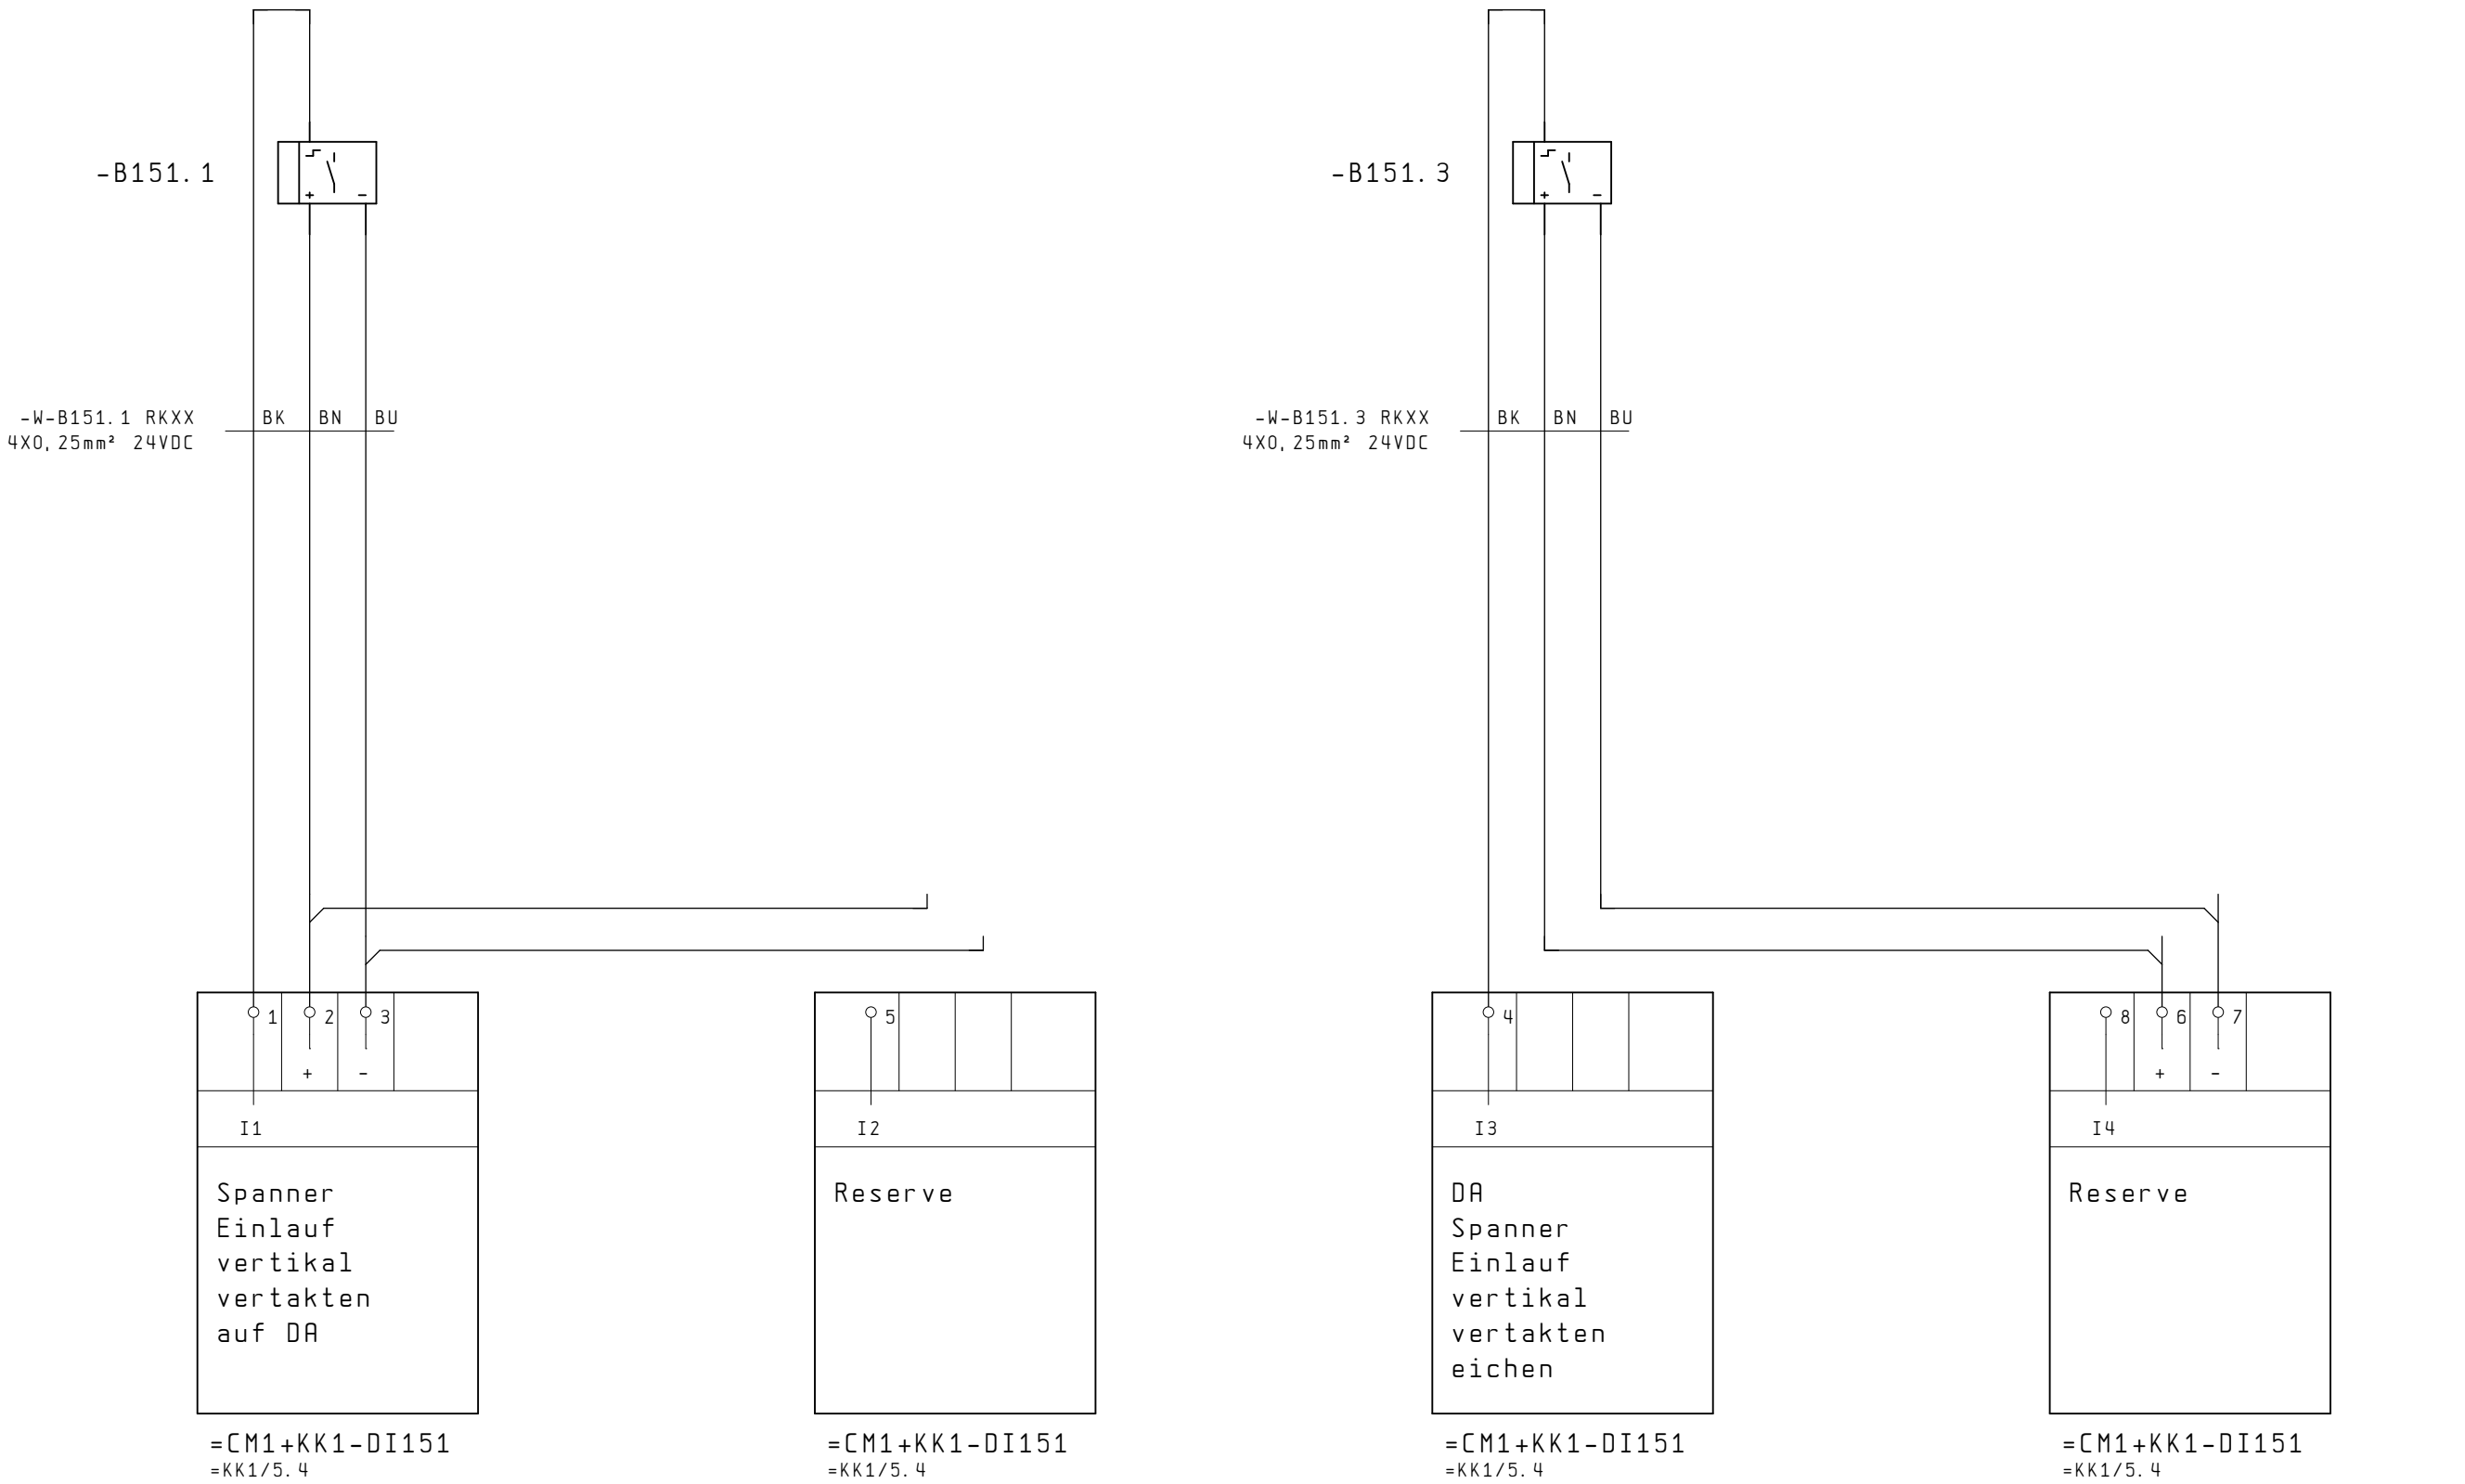 -B151.1
-B151.3
-W-B151.1 RKXX
4X0,25mm² 24VDC
BK BN BU
-W-B151.3 RKXX
4X0,25mm² 24VDC
BK BN BU
+ -
+ -
1 2 3
+ -
I1
Spanner
Einlauf
vertikal
vertakten
auf DA
=CM1+KK1-DI151
=KK1/5.4
5
I2
Reserve
=CM1+KK1-DI151
=KK1/5.4
4
I3
DA
Spanner
Einlauf
vertikal
vertakten
eichen
=CM1+KK1-DI151
=KK1/5.4
8 6 7
+ -
I4
Reserve
=CM1+KK1-DI151
=KK1/5.4